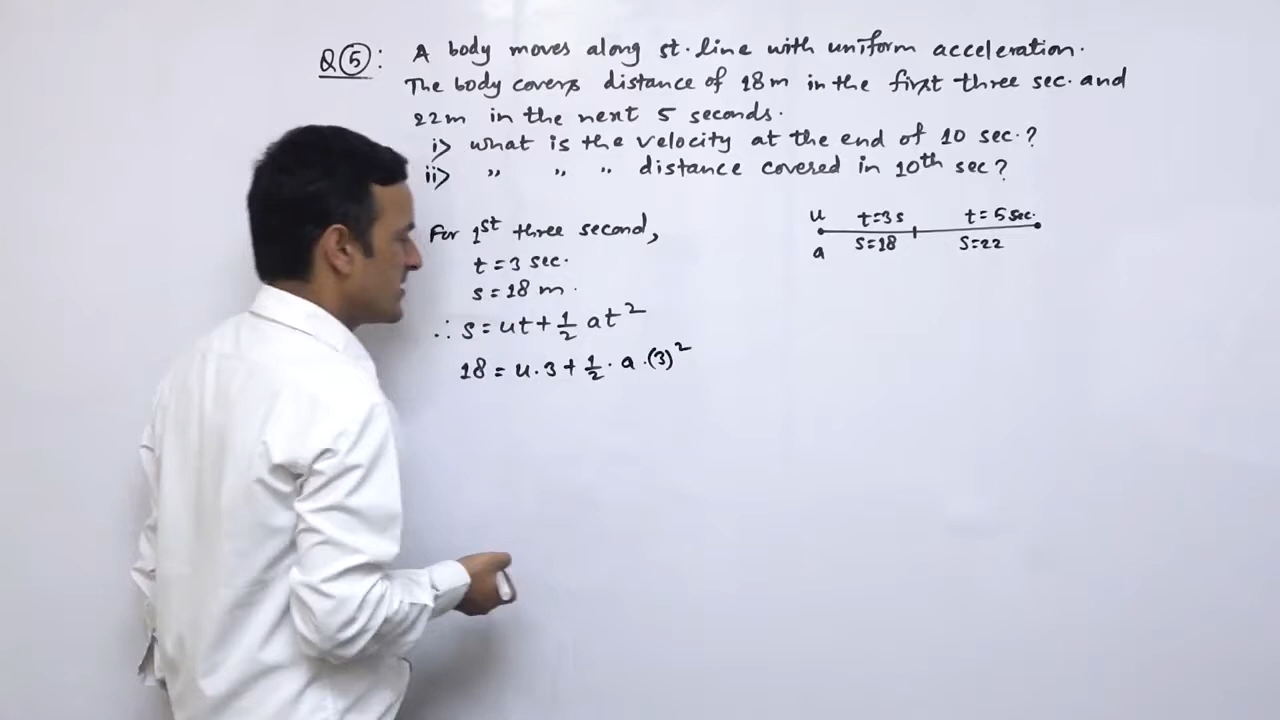 Q⑤: A body moves along st. line with uniform acceleration.
The body covers distance of 18m in the first three sec. and
22m in the next 5 seconds.
i> what is the velocity at the end of 10 sec.?
ii> " " " distance covered in 10th sec?
For 1st three second,
t = 3 sec.
s = 18 m.
∴ s = ut + 1/2 at²
18 = u.3 + 1/2 . a .(3)²
u t=3s t=5sec.
a S=18 S=22